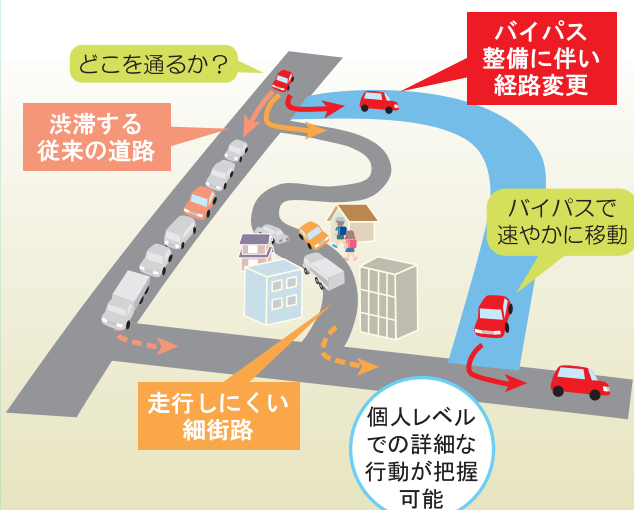 どこを通るか？
バイパス
整備に伴い
経路変更
渋滞する
従来の道路
バイパスで
速やかに移動
走行しにくい
細街路
個人レベル
での詳細な
行動が把握
可能